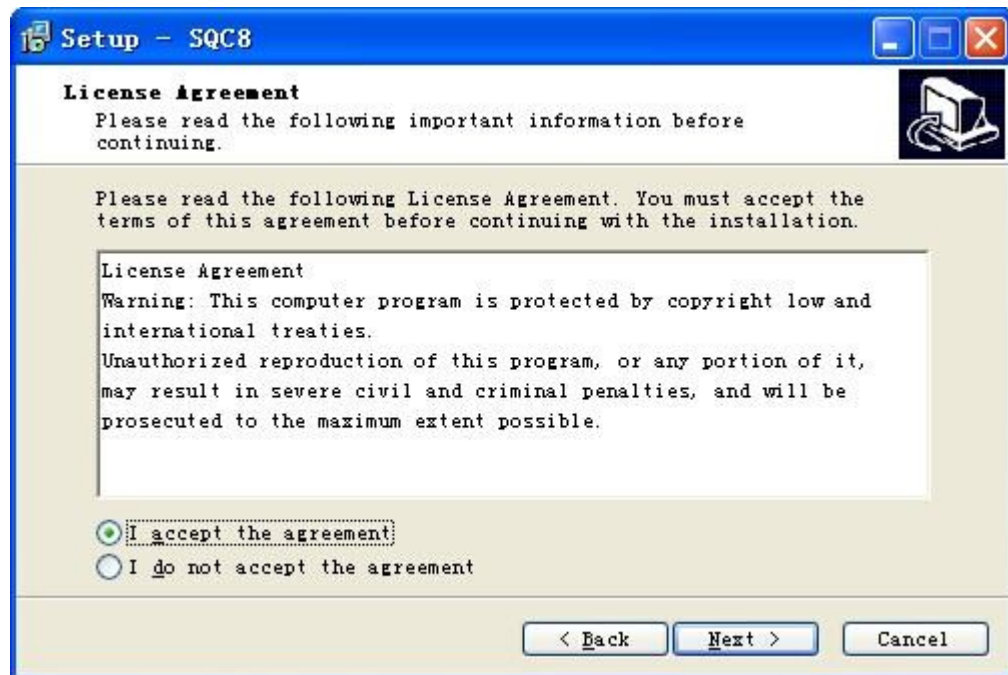 Setup - SQC8
License Agreement
Please read the following important information before
continuing.
Please read the following License Agreement. You must accept the
terms of this agreement before continuing with the installation.
License Agreement
Warning: This computer program is protected by copyright low and
international treaties.
Unauthorized reproduction of this program, or any portion of it,
may result in severe civil and criminal penalties, and will be
prosecuted to the maximum extent possible.
I accept the agreement
I do not accept the agreement
< Back
Next >
Cancel